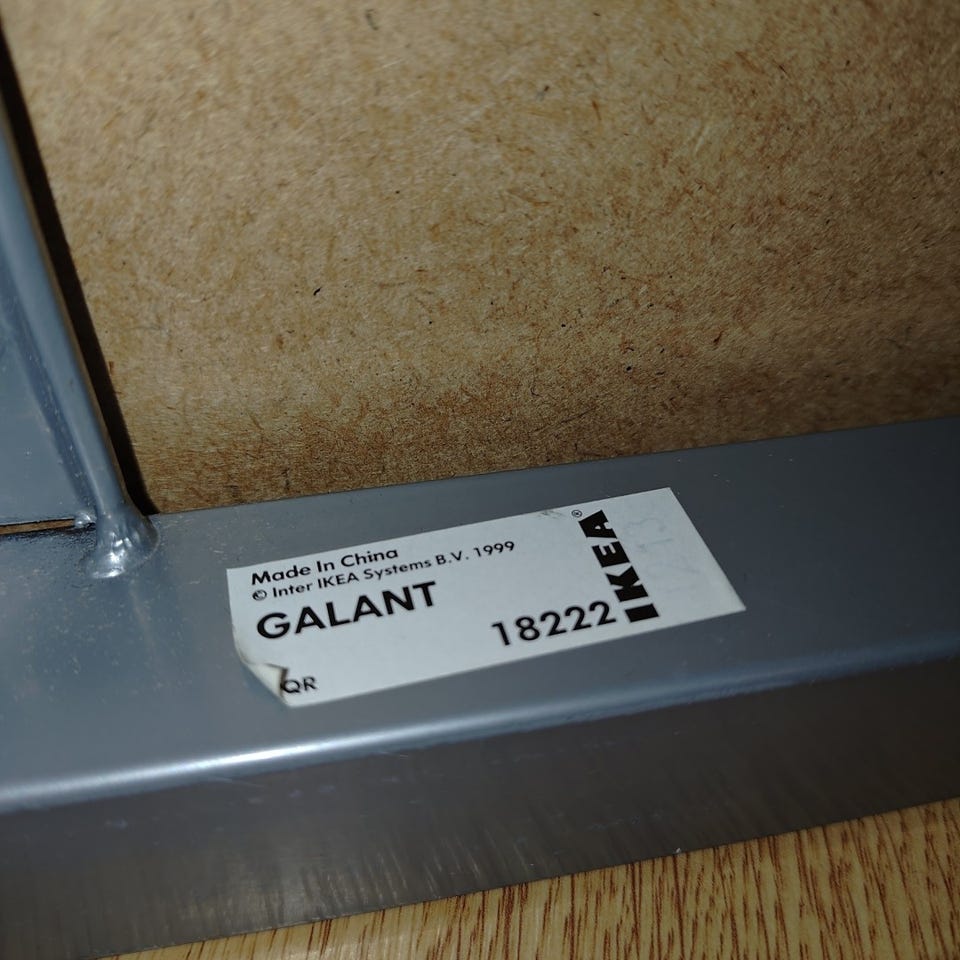 Made In China
© Inter IKEA Systems B.V. 1999
GALANT
18222
QR
IKEA®